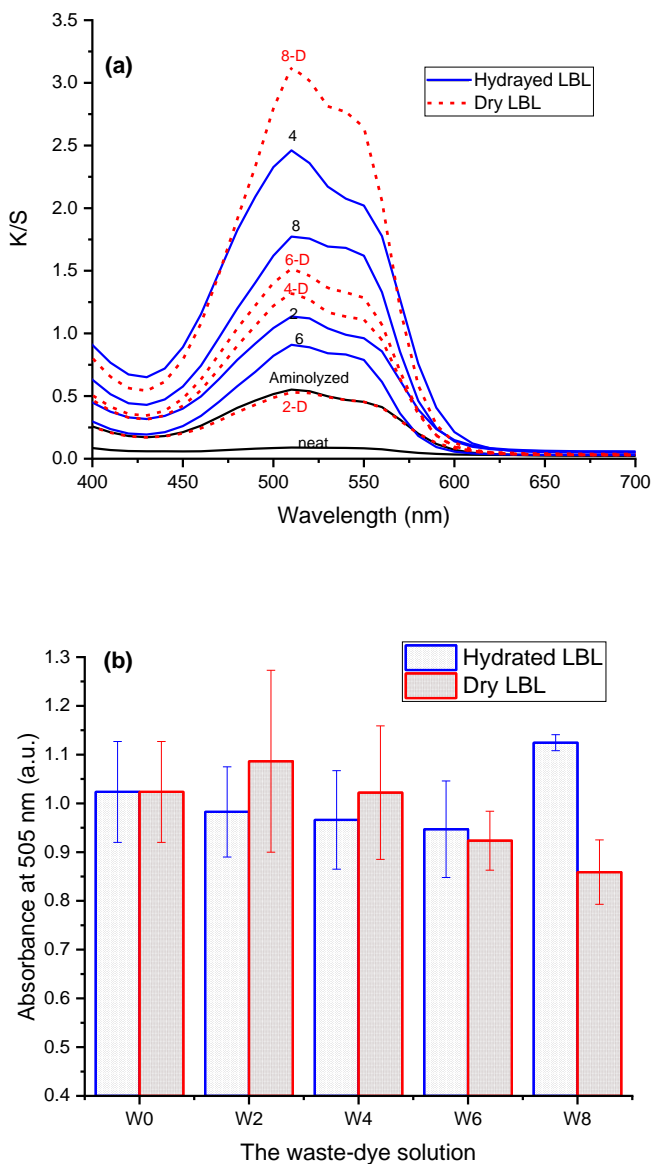 (a)
3.5
3.0
2.5
2.0
1.5
1.0
0.5
0.0
K/S
8-D
4
8
6-D
4-D
2
6
Aminolyzed
2-D
neat
Hydrayed LBL
Dry LBL
400 450 500 550 600 650 700
Wavelength (nm)
(b)
1.3
1.2
1.1
1.0
0.9
0.8
0.7
0.6
0.5
0.4
Absorbance at 505 nm (a.u.)
Hydrated LBL
Dry LBL
W0 W2 W4 W6 W8
The waste-dye solution